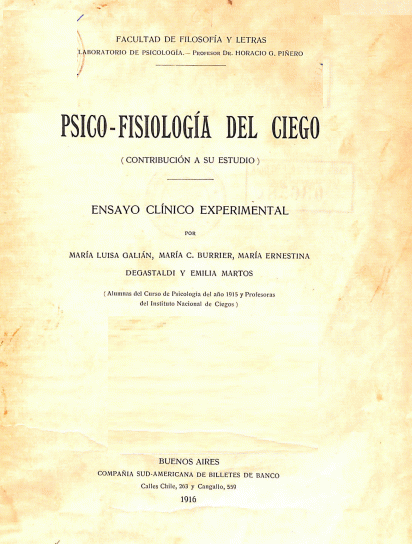 FACULTAD DE FILOSOFÍA Y LETRAS
LABORATORIO DE PSICOLOGÍA. — PROFESOR DR. HORACIO G. PIÑERO
PSICO-FISIOLOGÍA DEL CIEGO
( CONTRIBUCIÓN A SU ESTUDIO )
ENSAYO CLÍNICO EXPERIMENTAL
POR
MARÍA LUISA GALIÁN, MARÍA C. BURRIER, MARÍA ERNESTINA
DEGASTALDI Y EMILIA MARTOS
( Alumnas del Curso de Psicología del año 1915 y Profesoras
del Instituto Nacional de Ciegos )
BUENOS AIRES
COMPAÑIA SUD-AMERICANA DE BILLETES DE BANCO
Calles Chile, 263 y Cangallo, 559
1916